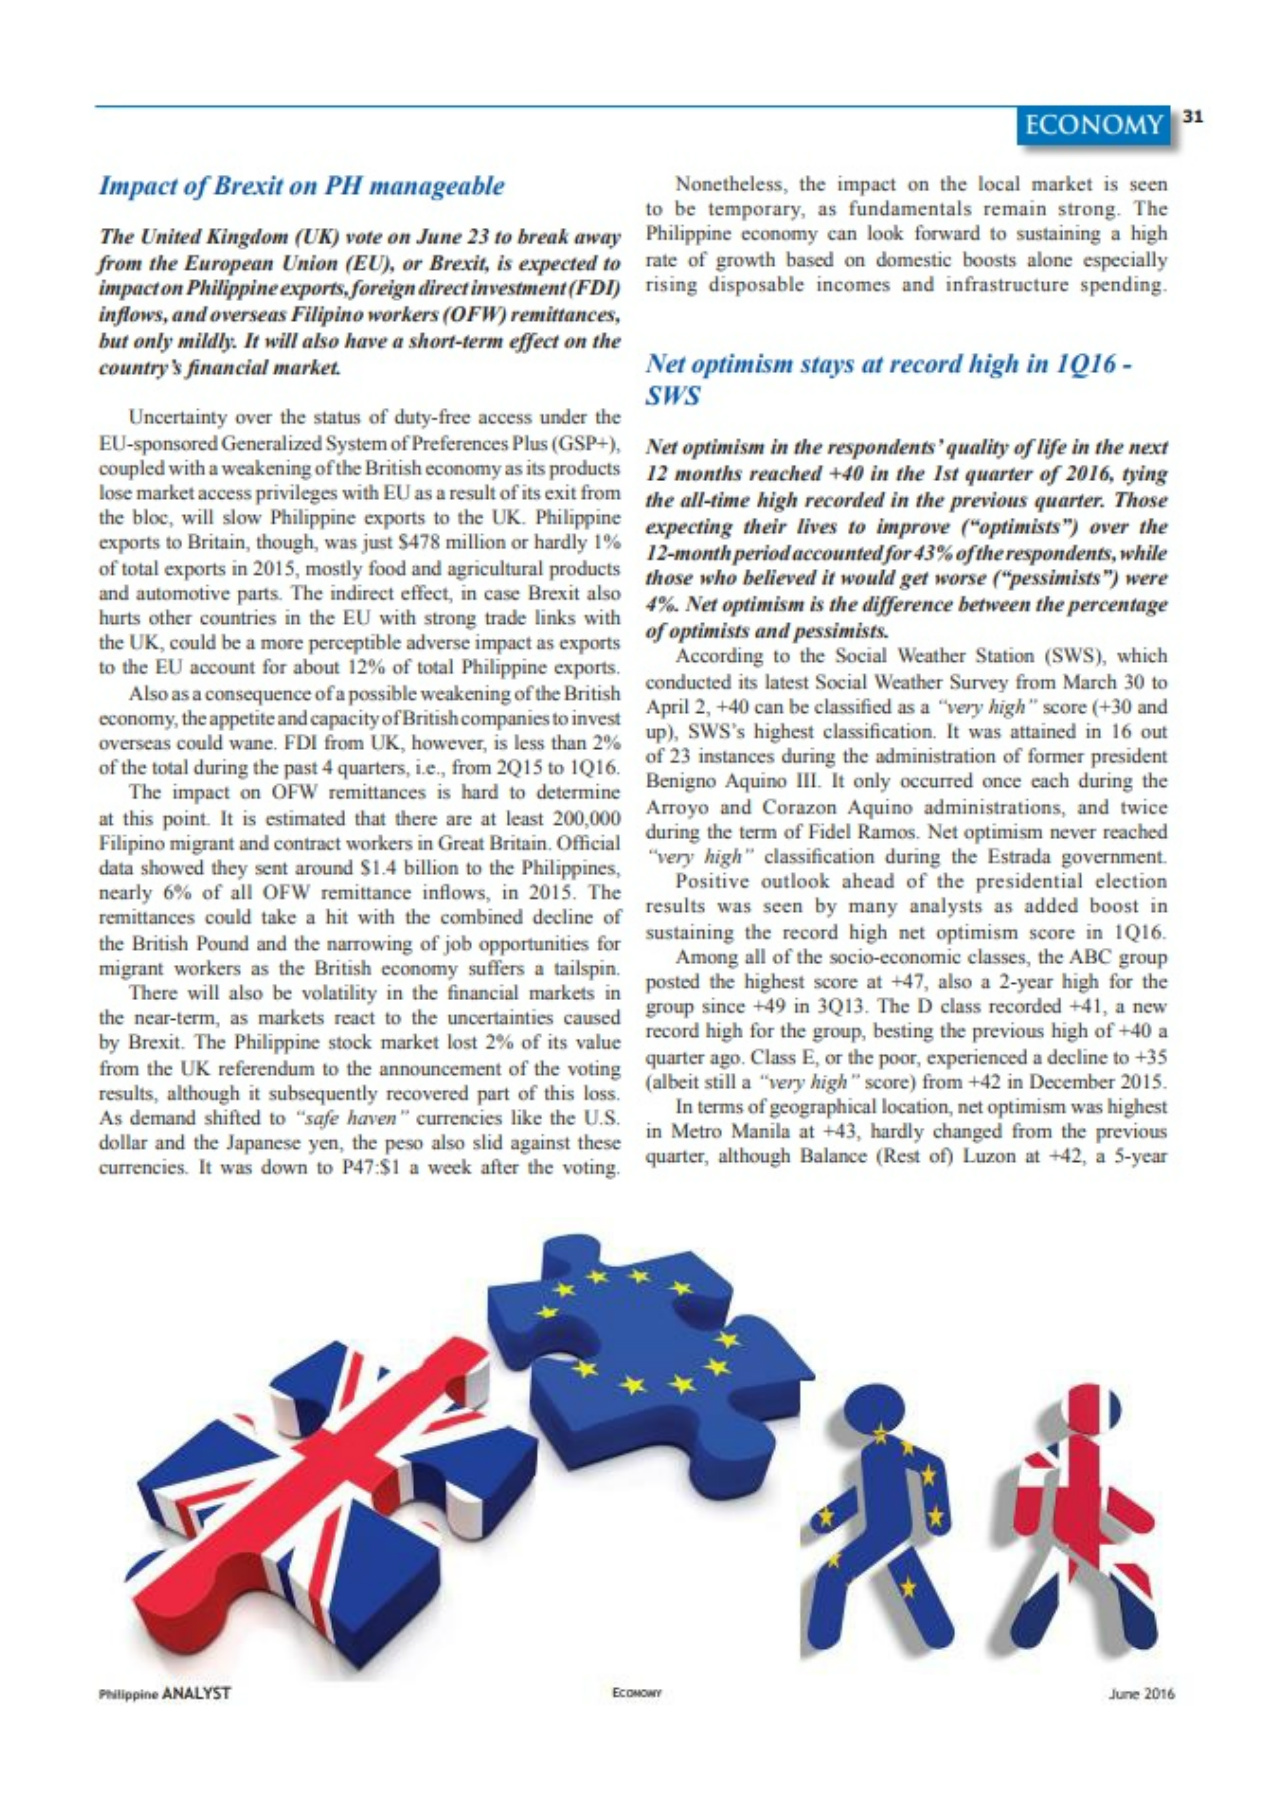 ECONOMY 31
Impact of Brexit on PH manageable
The United Kingdom (UK) vote on June 23 to break away
from the European Union (EU), or Brexit, is expected to
impact on Philippine exports, foreign direct investment (FDI)
inflows, and overseas Filipino workers (OFW) remittances,
but only mildly. It will also have a short-term effect on the
country's financial market.
Uncertainty over the status of duty-free access under the
EU-sponsored Generalized System of Preferences Plus (GSP+),
coupled with a weakening of the British economy as its products
lose market access privileges with EU as a result of its exit from
the bloc, will slow Philippine exports to the UK. Philippine
exports to Britain, though, was just $478 million or hardly 1%
of total exports in 2015, mostly food and agricultural products
and automotive parts. The indirect effect, in case Brexit also
hurts other countries in the EU with strong trade links with
the UK, could be a more perceptible adverse impact as exports
to the EU account for about 12% of total Philippine exports.
Also as a consequence of a possible weakening of the British
economy, the appetite and capacity of British companies to invest
overseas could wane. FDI from UK, however, is less than 2%
of the total during the past 4 quarters, i.e., from 2Q15 to 1Q16.
The impact on OFW remittances is hard to determine
at this point. It is estimated that there are at least 200,000
Filipino migrant and contract workers in Great Britain. Official
data showed they sent around $1.4 billion to the Philippines,
nearly 6% of all OFW remittance inflows, in 2015. The
remittances could take a hit with the combined decline of
the British Pound and the narrowing of job opportunities for
migrant workers as the British economy suffers a tailspin.
There will also be volatility in the financial markets in
the near-term, as markets react to the uncertainties caused
by Brexit. The Philippine stock market lost 2% of its value
from the UK referendum to the announcement of the voting
results, although it subsequently recovered part of this loss.
As demand shifted to "safe haven" currencies like the U.S.
dollar and the Japanese yen, the peso also slid against these
currencies. It was down to P47:$1 a week after the voting.
Nonetheless, the impact on the local market is seen
to be temporary, as fundamentals remain strong. The
Philippine economy can look forward to sustaining a high
rate of growth based on domestic boosts alone especially
rising disposable incomes and infrastructure spending.
Net optimism stays at record high in 1Q16 -
SWS
Net optimism in the respondents' quality of life in the next
12 months reached +40 in the 1st quarter of 2016, tying
the all-time high recorded in the previous quarter. Those
expecting their lives to improve ("optimists") over the
12-month period accounted for 43% of the respondents, while
those who believed it would get worse ("pessimists") were
4%. Net optimism is the difference between the percentage
of optimists and pessimists.
According to the Social Weather Station (SWS), which
conducted its latest Social Weather Survey from March 30 to
April 2, +40 can be classified as a "very high" score (+30 and
up), SWS's highest classification. It was attained in 16 out
of 23 instances during the administration of former president
Benigno Aquino III. It only occurred once each during the
Arroyo and Corazon Aquino administrations, and twice
during the term of Fidel Ramos. Net optimism never reached
"very high" classification during the Estrada government.
Positive outlook ahead of the presidential election
results was seen by many analysts as added boost in
sustaining the record high net optimism score in 1Q16.
Among all of the socio-economic classes, the ABC group
posted the highest score at +47, also a 2-year high for the
group since +49 in 3Q13. The D class recorded +41, a new
record high for the group, besting the previous high of +40 a
quarter ago. Class E, or the poor, experienced a decline to +35
(albeit still a "very high" score) from +42 in December 2015.
In terms of geographical location, net optimism was highest
in Metro Manila at +43, hardly changed from the previous
quarter, although Balance (Rest of) Luzon at +42, a 5-year
Philippine ANALYST ECONOMY June 2016